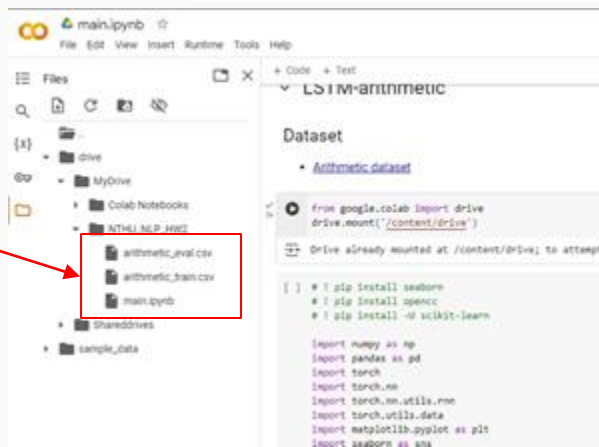 main.ipynb
File Edit View Insert Runtime Tools Help
Files
+ Code + Text
LSTM-arithmetic
..
{x}
drive
MyDrive
Colab Notebooks
NTHU_NLP_HW2
arithmetic_eval.csv
arithmetic_train.csv
main.ipynb
Shareddrives
sample_data
Dataset
Arithmetic dataset
from google.colab import drive
drive.mount('/content/drive')
Drive already mounted at /content/drive; to attempt
[ ] # ! pip install seaborn
# ! pip install opencc
# ! pip install -U scikit-learn
import numpy as np
import pandas as pd
import torch
import torch.nn
import torch.nn.utils.rnn
import torch.utils.data
import matplotlib.pyplot as plt
import seaborn as sns